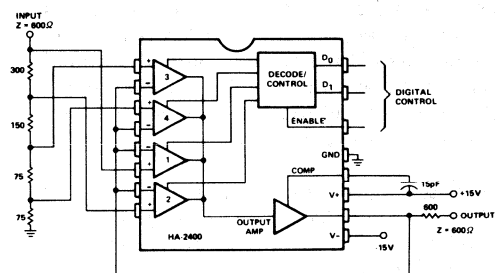 INPUT
Z = 600Ω
300
150
75
75
+
-
3
+
-
4
-
+
1
-
+
2
DECODE/
CONTROL
D0
D1
ENABLE
DIGITAL
CONTROL
GND
COMP
15pF
V+
+15V
OUTPUT
AMP
600
OUTPUT
Z = 600Ω
HA-2400
V-
-15V